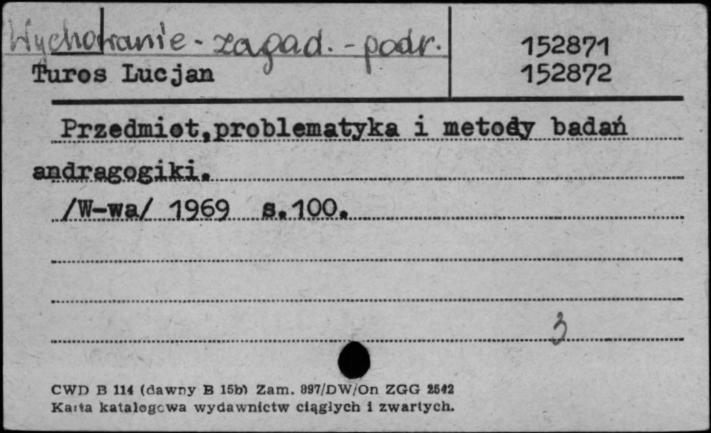 Wychowanie - zagad. - podr.
152871
Turos Lucjan
152872
Przedmiot, problematyka i metody badań
andragogiki.
/W-wa/ 1969 s.100.
3
CWD B 114 (dawny B 15b) Zam. 997/DW/On ZGG 2542
Karta katalogowa wydawnictw ciągłych i zwartych.